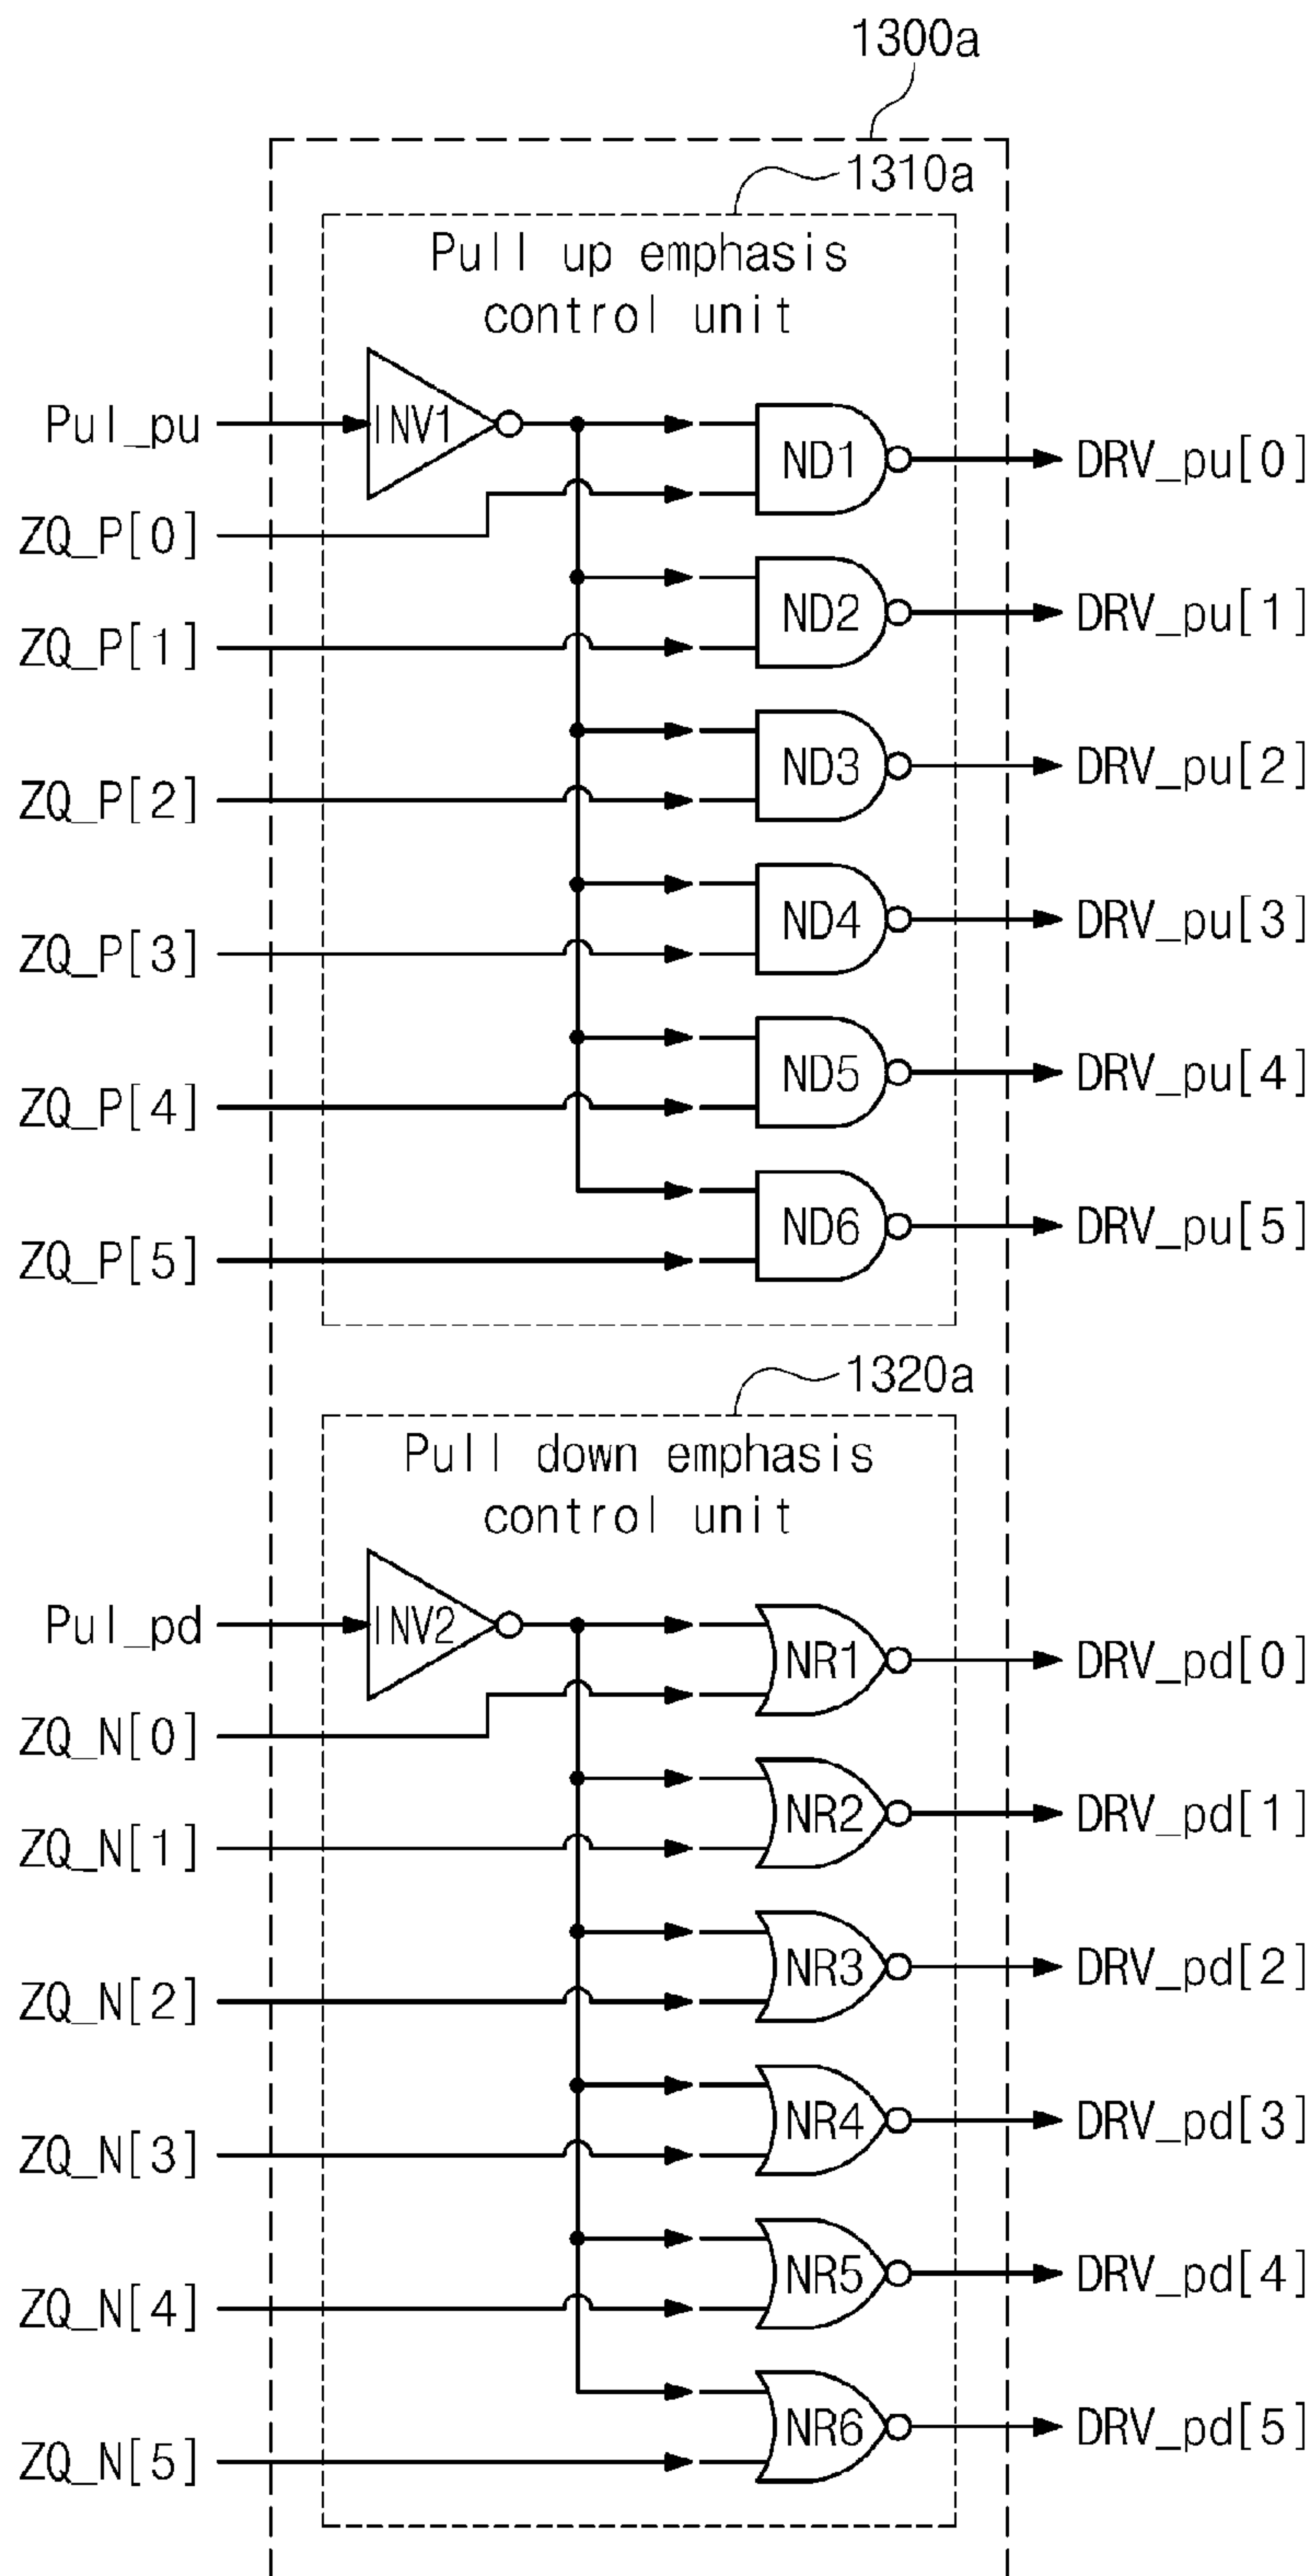 1300a
1310a
Pull up emphasis
control unit
Pul_pu
INV1
ND1
DRV_pu[0]
ZQ_P[0]
ND2
DRV_pu[1]
ZQ_P[1]
ND3
DRV_pu[2]
ZQ_P[2]
ND4
DRV_pu[3]
ZQ_P[3]
ND5
DRV_pu[4]
ZQ_P[4]
ND6
DRV_pu[5]
ZQ_P[5]
1320a
Pull down emphasis
control unit
Pul_pd
INV2
NR1
DRV_pd[0]
ZQ_N[0]
NR2
DRV_pd[1]
ZQ_N[1]
NR3
DRV_pd[2]
ZQ_N[2]
NR4
DRV_pd[3]
ZQ_N[3]
NR5
DRV_pd[4]
ZQ_N[4]
NR6
DRV_pd[5]
ZQ_N[5]